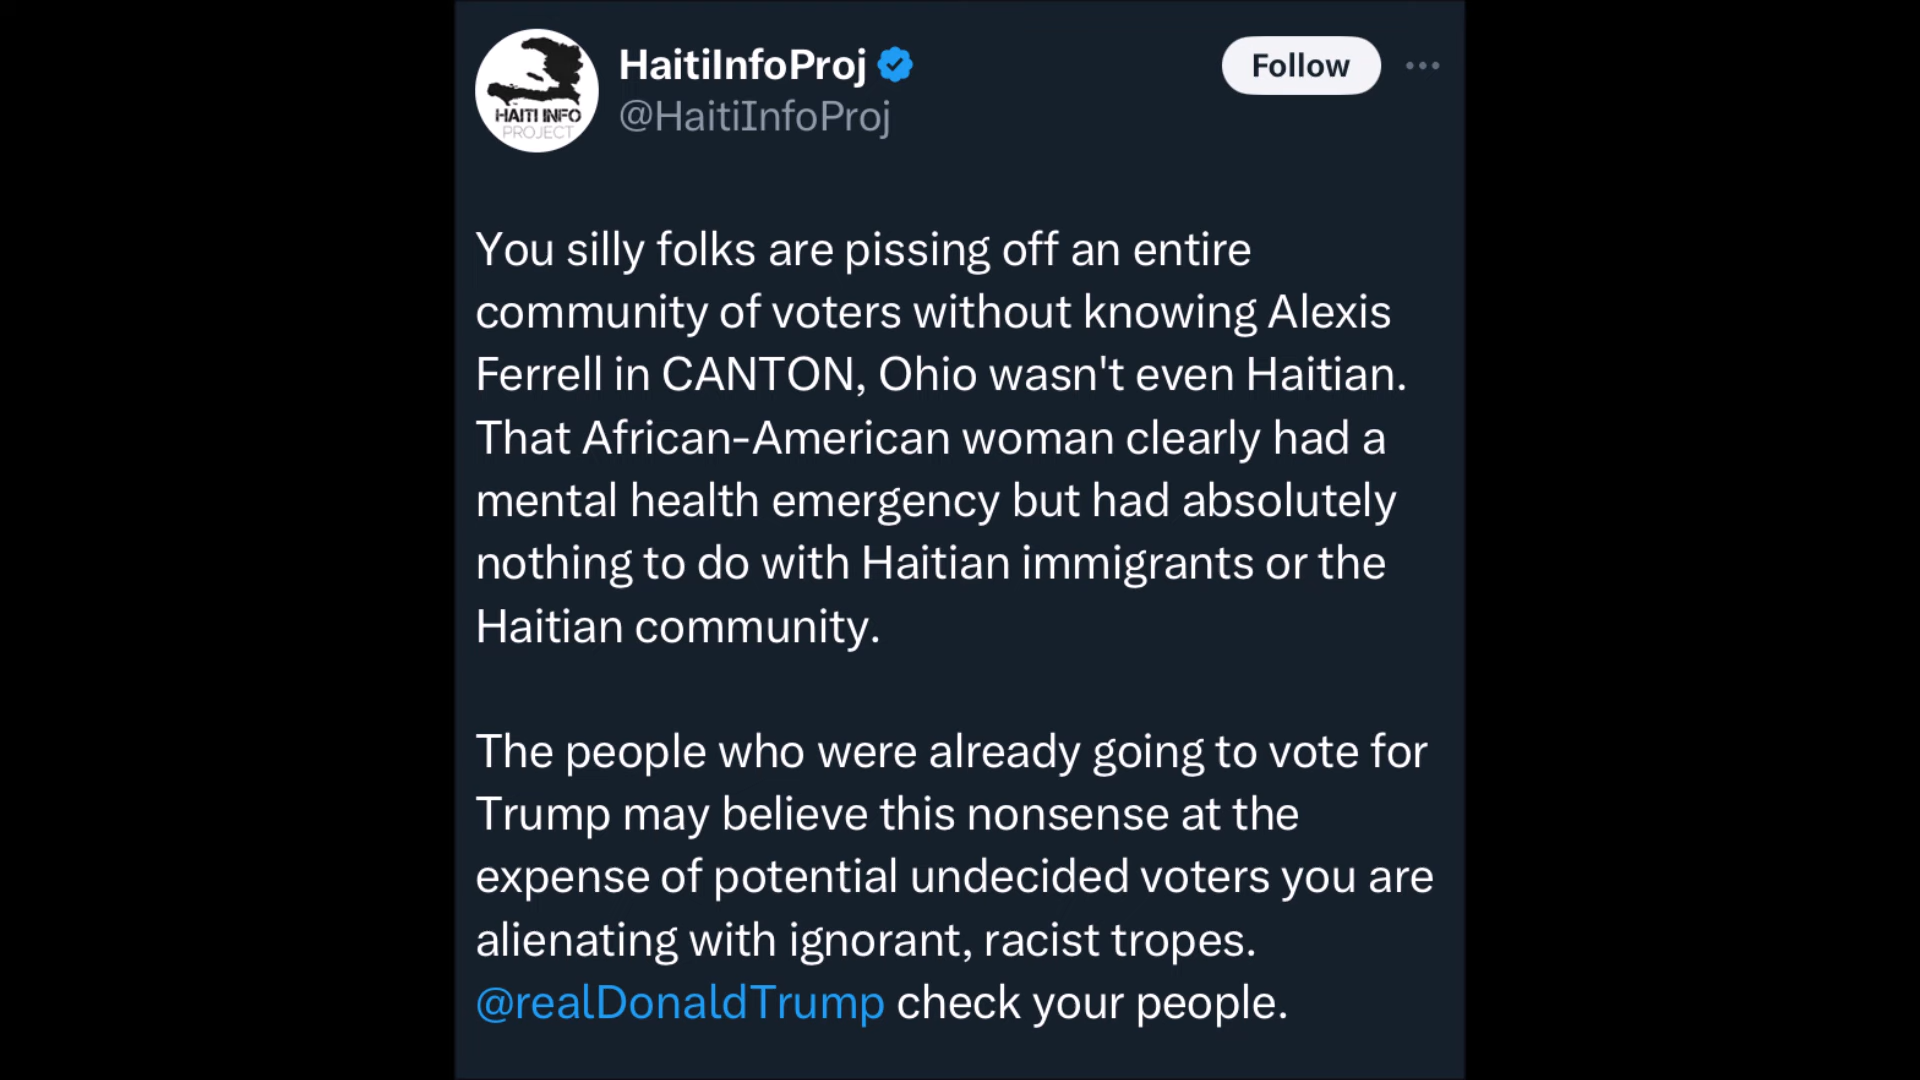 HAITI INFO
PROJECT
HaitiInfoProj
@HaitiInfoProj
Follow
You silly folks are pissing off an entire
community of voters without knowing Alexis
Ferrell in CANTON, Ohio wasn't even Haitian.
That African-American woman clearly had a
mental health emergency but had absolutely
nothing to do with Haitian immigrants or the
Haitian community.
The people who were already going to vote for
Trump may believe this nonsense at the
expense of potential undecided voters you are
alienating with ignorant, racist tropes.
@realDonaldTrump check your people.